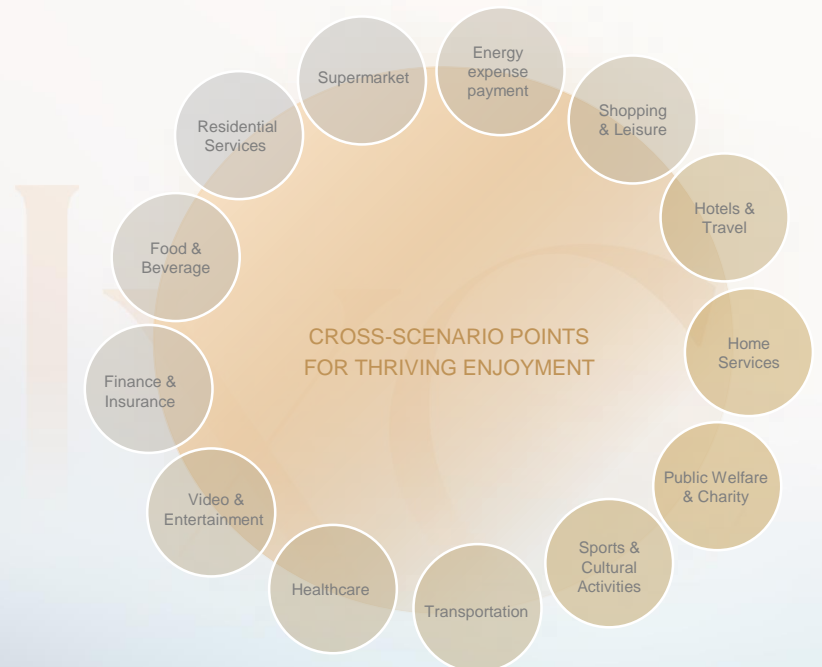 Energy
expense
payment
Supermarket
Shopping
& Leisure
Residential
Services
Hotels &
Travel
Food &
Beverage
CROSS-SCENARIO POINTS
FOR THRIVING ENJOYMENT
Home
Services
Finance &
Insurance
Public Welfare
& Charity
Video &
Entertainment
Sports &
Cultural
Activities
Healthcare
Transportation